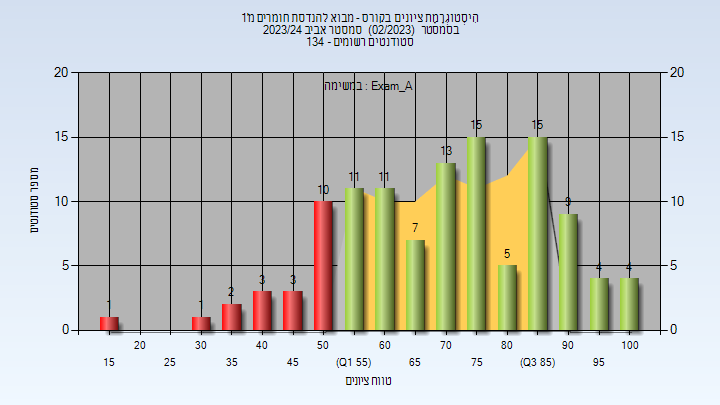 היסטוגרמת ציונים בקורס - מבוא להנדסת חומרים מ'1
בסמסטר (02/2023) סמסטר אביב 2023/24
סטודנטים רשומים - 134
במשימה : Exam_A
מספר סטודנטים
20 20
15 15
10 10
5 5
0 0
1 1 2 3 3 10 11 11 7 13 15 5 15 9 4 4
20 30 40 50 60 70 80 90 100
15 25 35 45 (Q1 55) 65 75 (Q3 85) 95
טווח ציונים